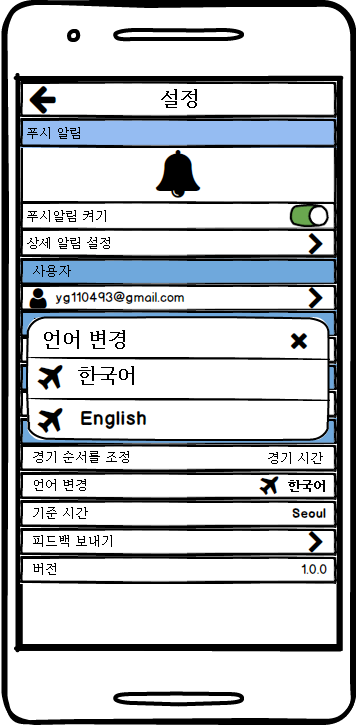 설정
푸시 알림
푸시알림 켜기
상세 알림 설정
사용자
yg110493@gmail.com
언어 변경
한국어
English
경기 순서를 조정 경기 시간
언어 변경 한국어
기준 시간 Seoul
피드백 보내기
버전 1.0.0